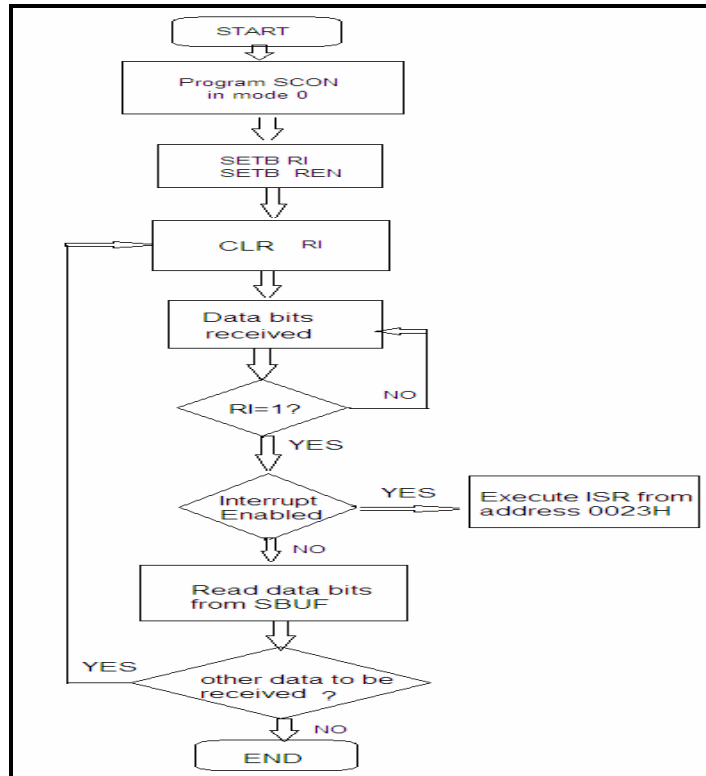 START
Program SCON
in mode 0
SETB RI
SETB REN
CLR RI
Data bits
received
NO
RI=1?
YES
Interrupt
Enabled
YES
Execute ISR from
address 0023H
NO
Read data bits
from SBUF
YES
other data to be
received ?
NO
END